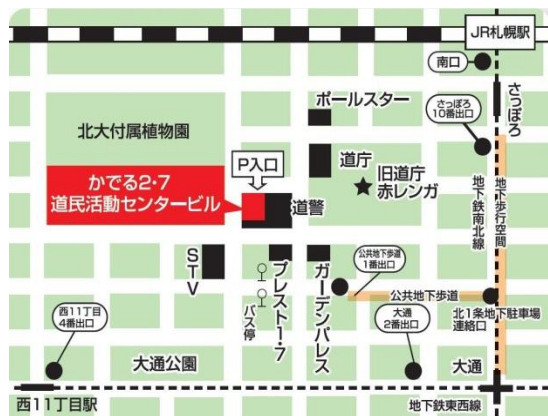 JR札幌駅
南口
さっぽろ
ポールスター
さっぽろ
10番出口
北大付属植物園
道庁
旧道庁
赤レンガ
P入口
かでる2・7
道民活動センタービル
道警
地下鉄南北線
地下歩行空間
STV
プレスト1・7
ガーデンパレス
公共地下歩道
1番出口
バス停
公共地下歩道
北1条地下駐車場
連絡口
西11丁目
4番出口
大通
2番出口
大通公園
大通
西11丁目駅
地下鉄東西線